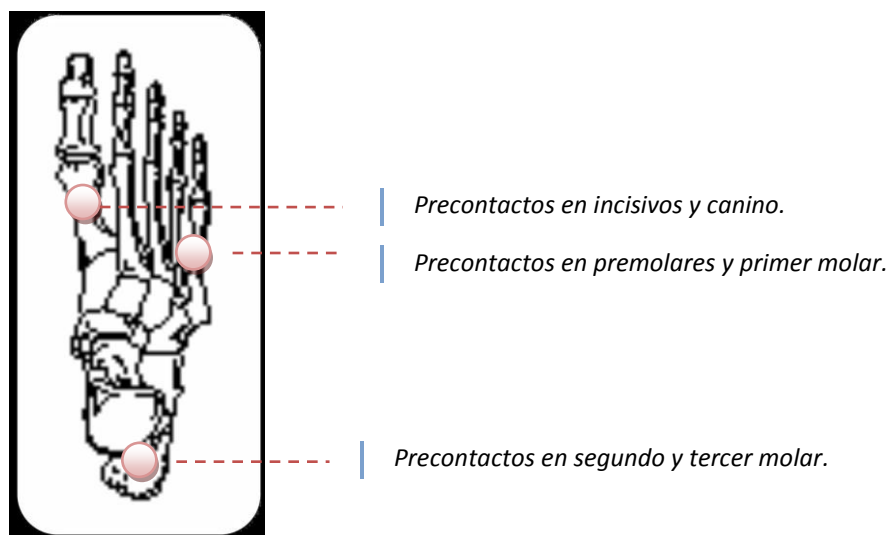 Precontactos en incisivos y canino.
Precontactos en premolares y primer molar.
Precontactos en segundo y tercer molar.